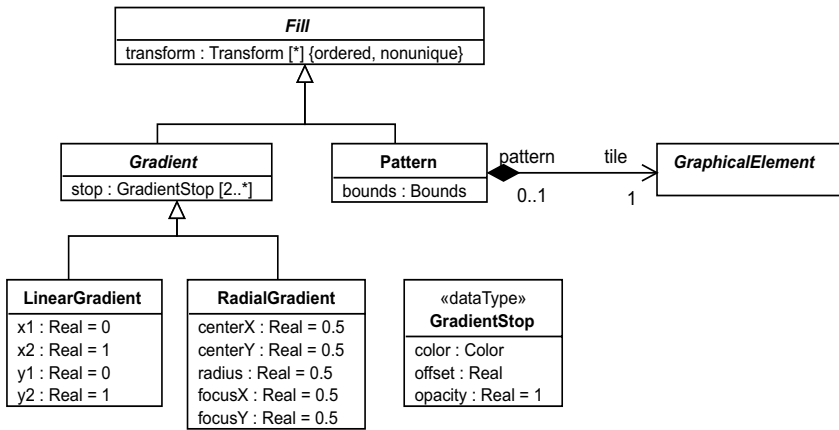 Fill
transform : Transform [*] {ordered, nonunique}
Gradient
stop : GradientStop [2..*]
Pattern
bounds : Bounds
pattern
tile
0..1
1
GraphicalElement
LinearGradient
x1 : Real = 0
x2 : Real = 1
y1 : Real = 0
y2 : Real = 1
RadialGradient
centerX : Real = 0.5
centerY : Real = 0.5
radius : Real = 0.5
focusX : Real = 0.5
focusY : Real = 0.5
«dataType»
GradientStop
color : Color
offset : Real
opacity : Real = 1